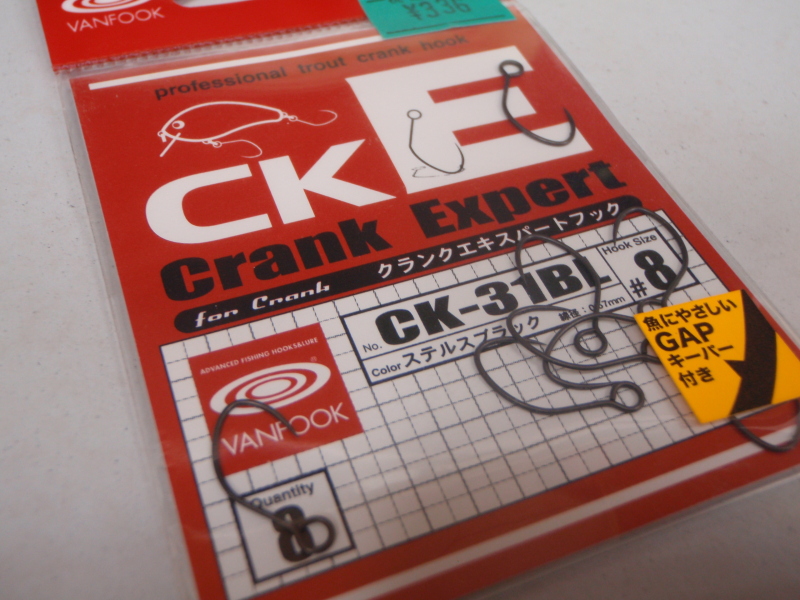 VANFOOK
¥336
professional trout crank hook
CKE
Crank Expert
クランクエキスパートフック
for Crank
No. CK-31BL
Color ステルスブラック
Hook Size
#8
魚にやさしい
GAP
キーパー
付き
ADVANCED FISHING HOOKS&LURE
VANFOOK
Quantity
8